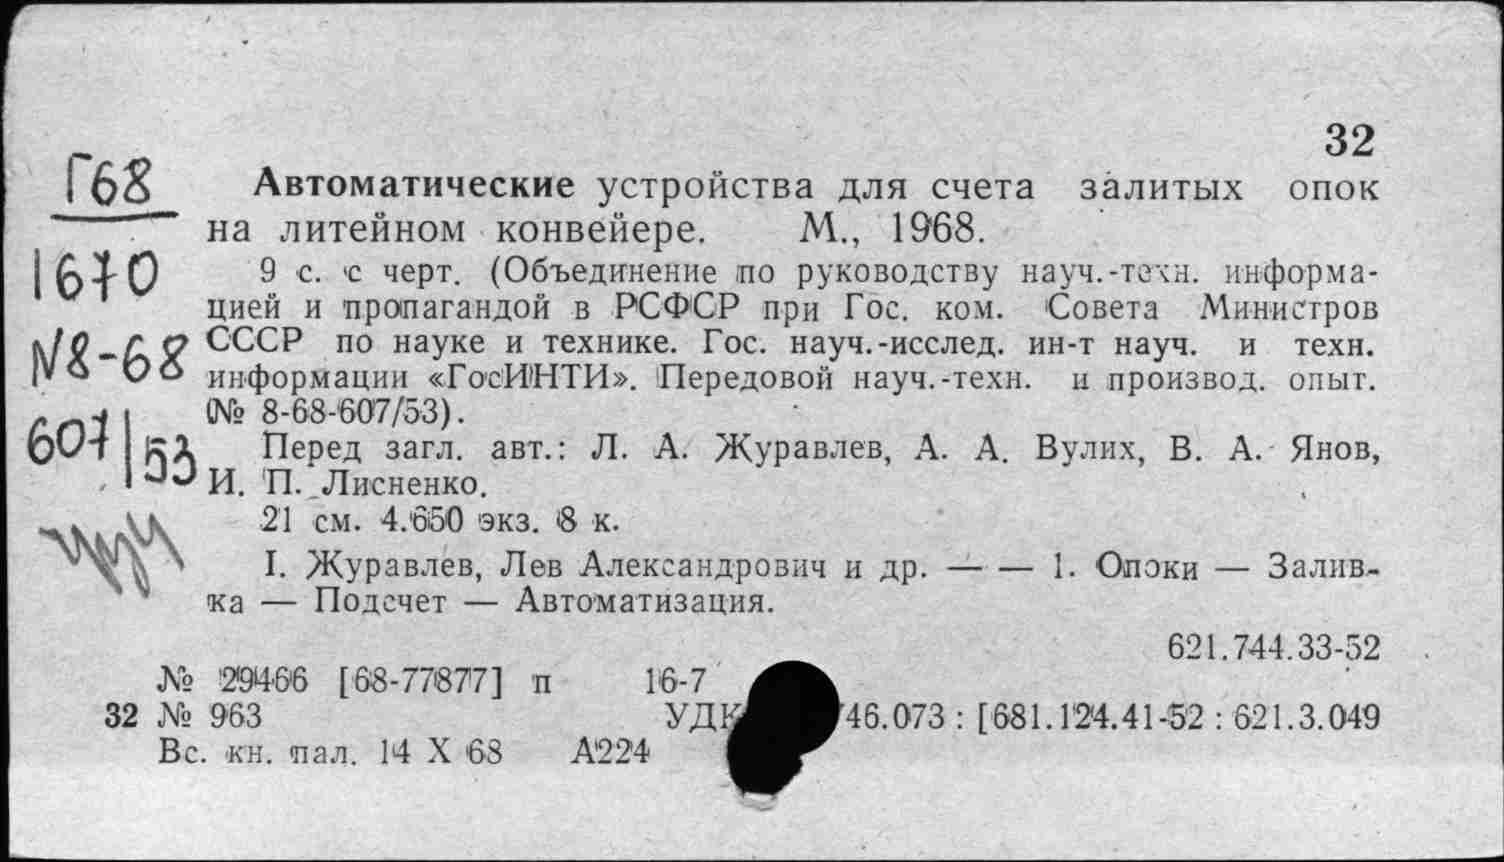 32
Г68
1670
N8-68
607/53
Автоматические устройства для счета залитых опок
на литейном конвейере. М., 1968.
9 с. с черт. (Объединение по руководству науч.-техн. информа-
цией и пропагандой в РСФСР при Гос. ком. Совета Министров
СССР по науке и технике. Гос. науч.-исслед. ин-т науч. и техн.
информации «ГосИНТИ». Передовой науч.-техн. и производ. опыт.
(№ 8-68-607/53).
Перед загл. авт.: Л. А. Журавлев, А. А. Вулих, В. А. Янов,
И. П. Лисненко.
21 см. 4.650 экз. 8 к.
I. Журавлев, Лев Александрович и др. — — 1. Опоки — Залив-
ка — Подсчет — Автоматизация.
621.744.33-52
№ 29466 [68-77877] п 16-7
32 № 963 УДК 46.073 : [681.124.41-52 : 621.3.049
Вс. кн. пал. 14 X 68 А224